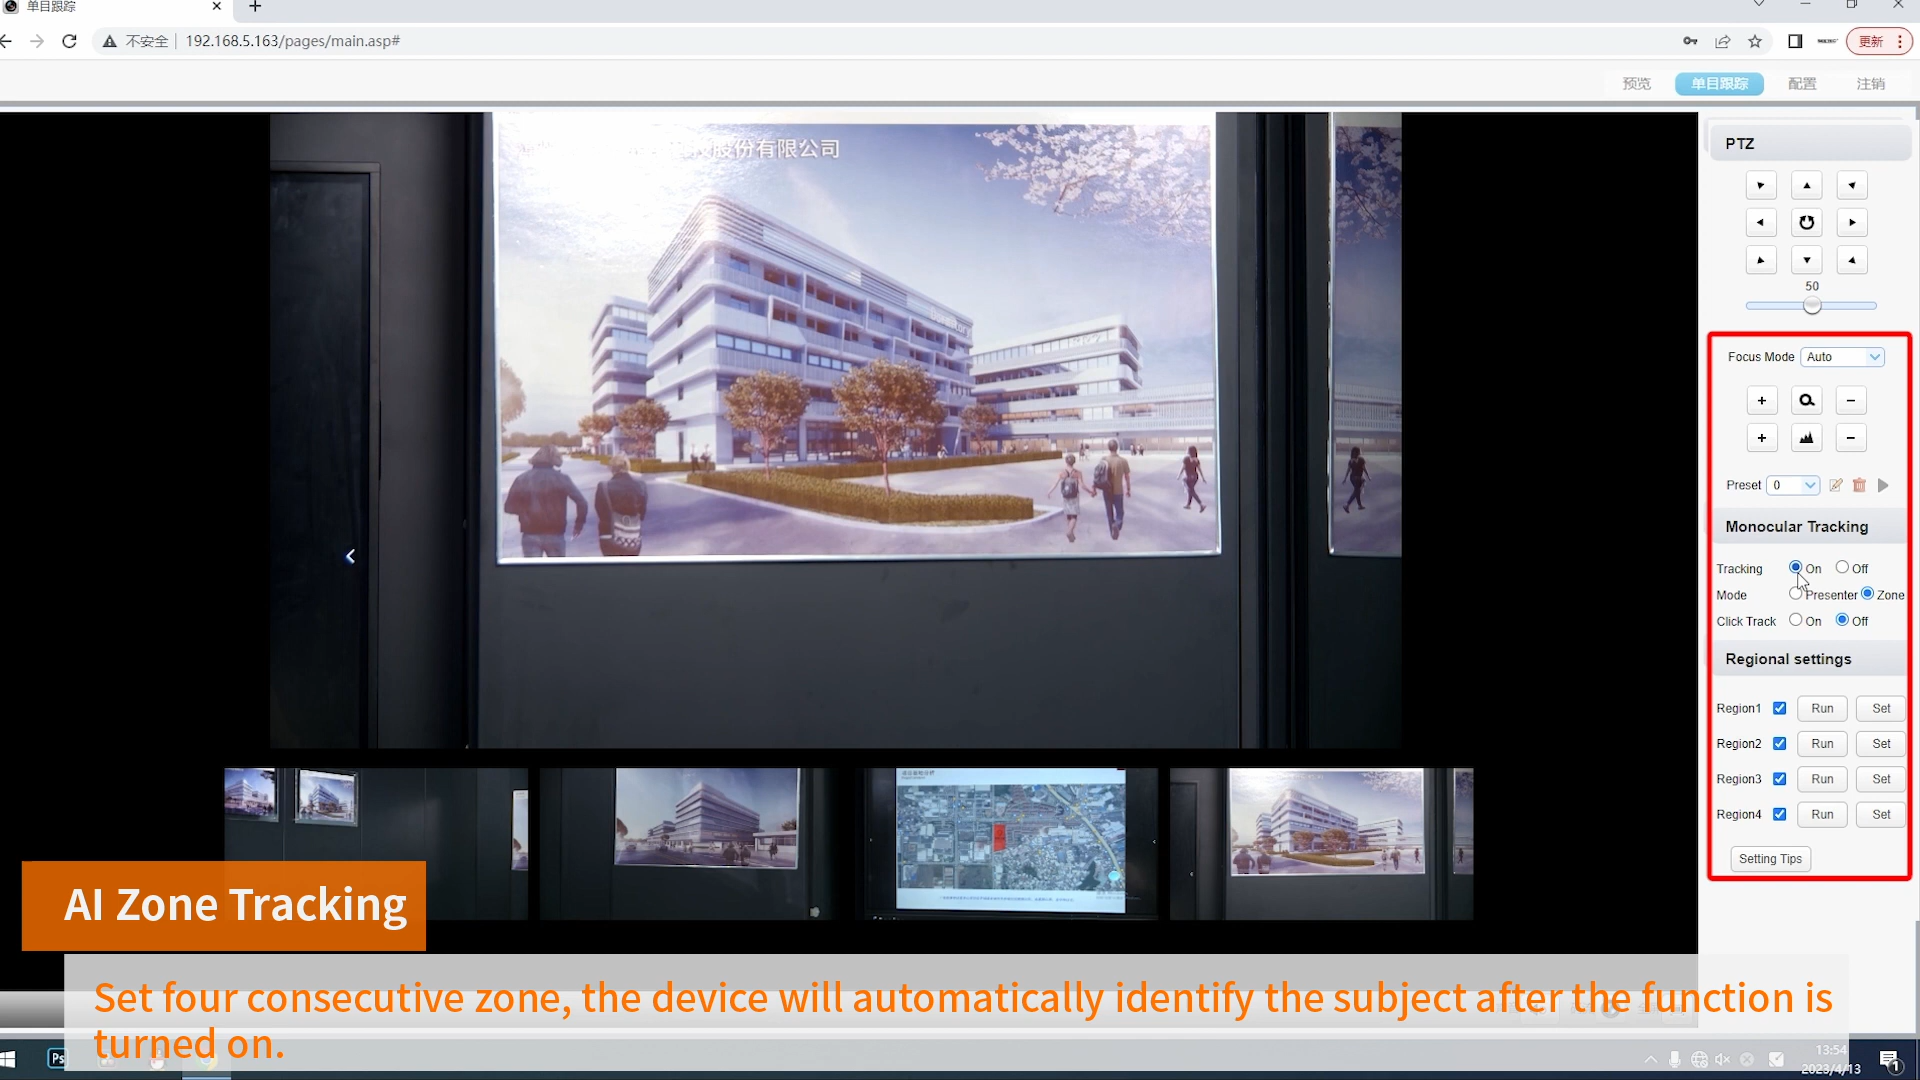 单目跟踪
不安全
192.168.5.163/pages/main.asp#
更新
预览
单目跟踪
配置
注销
股份有限公司
PTZ
50
Focus Mode Auto
+ −
+ −
Preset 0
Monocular Tracking
Tracking On Off
Mode Presenter Zone
Click Track On Off
Regional settings
Region1 Run Set
Region2 Run Set
Region3 Run Set
Region4 Run Set
Setting Tips
AI Zone Tracking
Set four consecutive zone, the device will automatically identify the subject after the function is
turned on.
Ps
13:54
2023/4/13
1